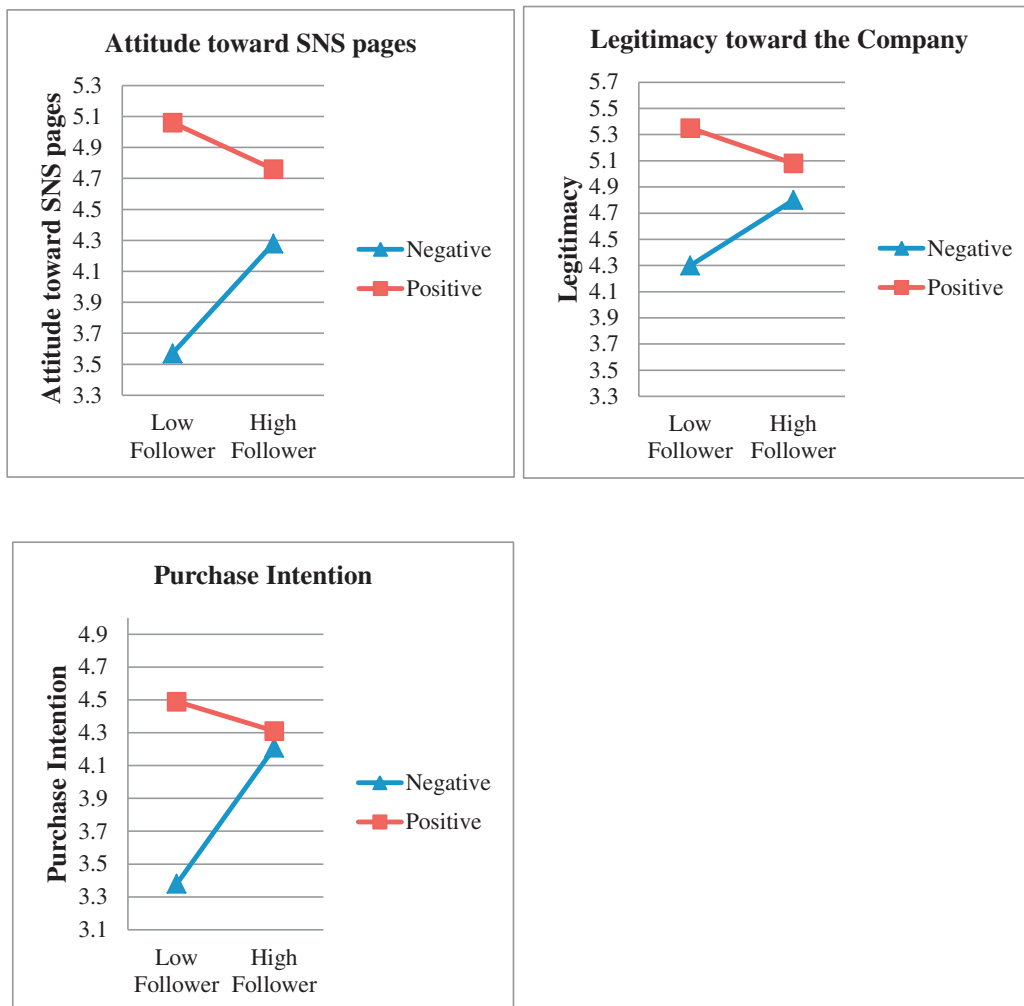 Attitude toward SNS pages
Attitude toward SNS pages
5.3
5.1
4.9
4.7
4.5
4.3
4.1
3.9
3.7
3.5
3.3
Low
Follower
High
Follower
Negative
Positive
Legitimacy toward the Company
Legitimacy
5.7
5.5
5.3
5.1
4.9
4.7
4.5
4.3
4.1
3.9
3.7
3.5
3.3
Low
Follower
High
Follower
Negative
Positive
Purchase Intention
Purchase Intention
4.9
4.7
4.5
4.3
4.1
3.9
3.7
3.5
3.3
3.1
Low
Follower
High
Follower
Negative
Positive